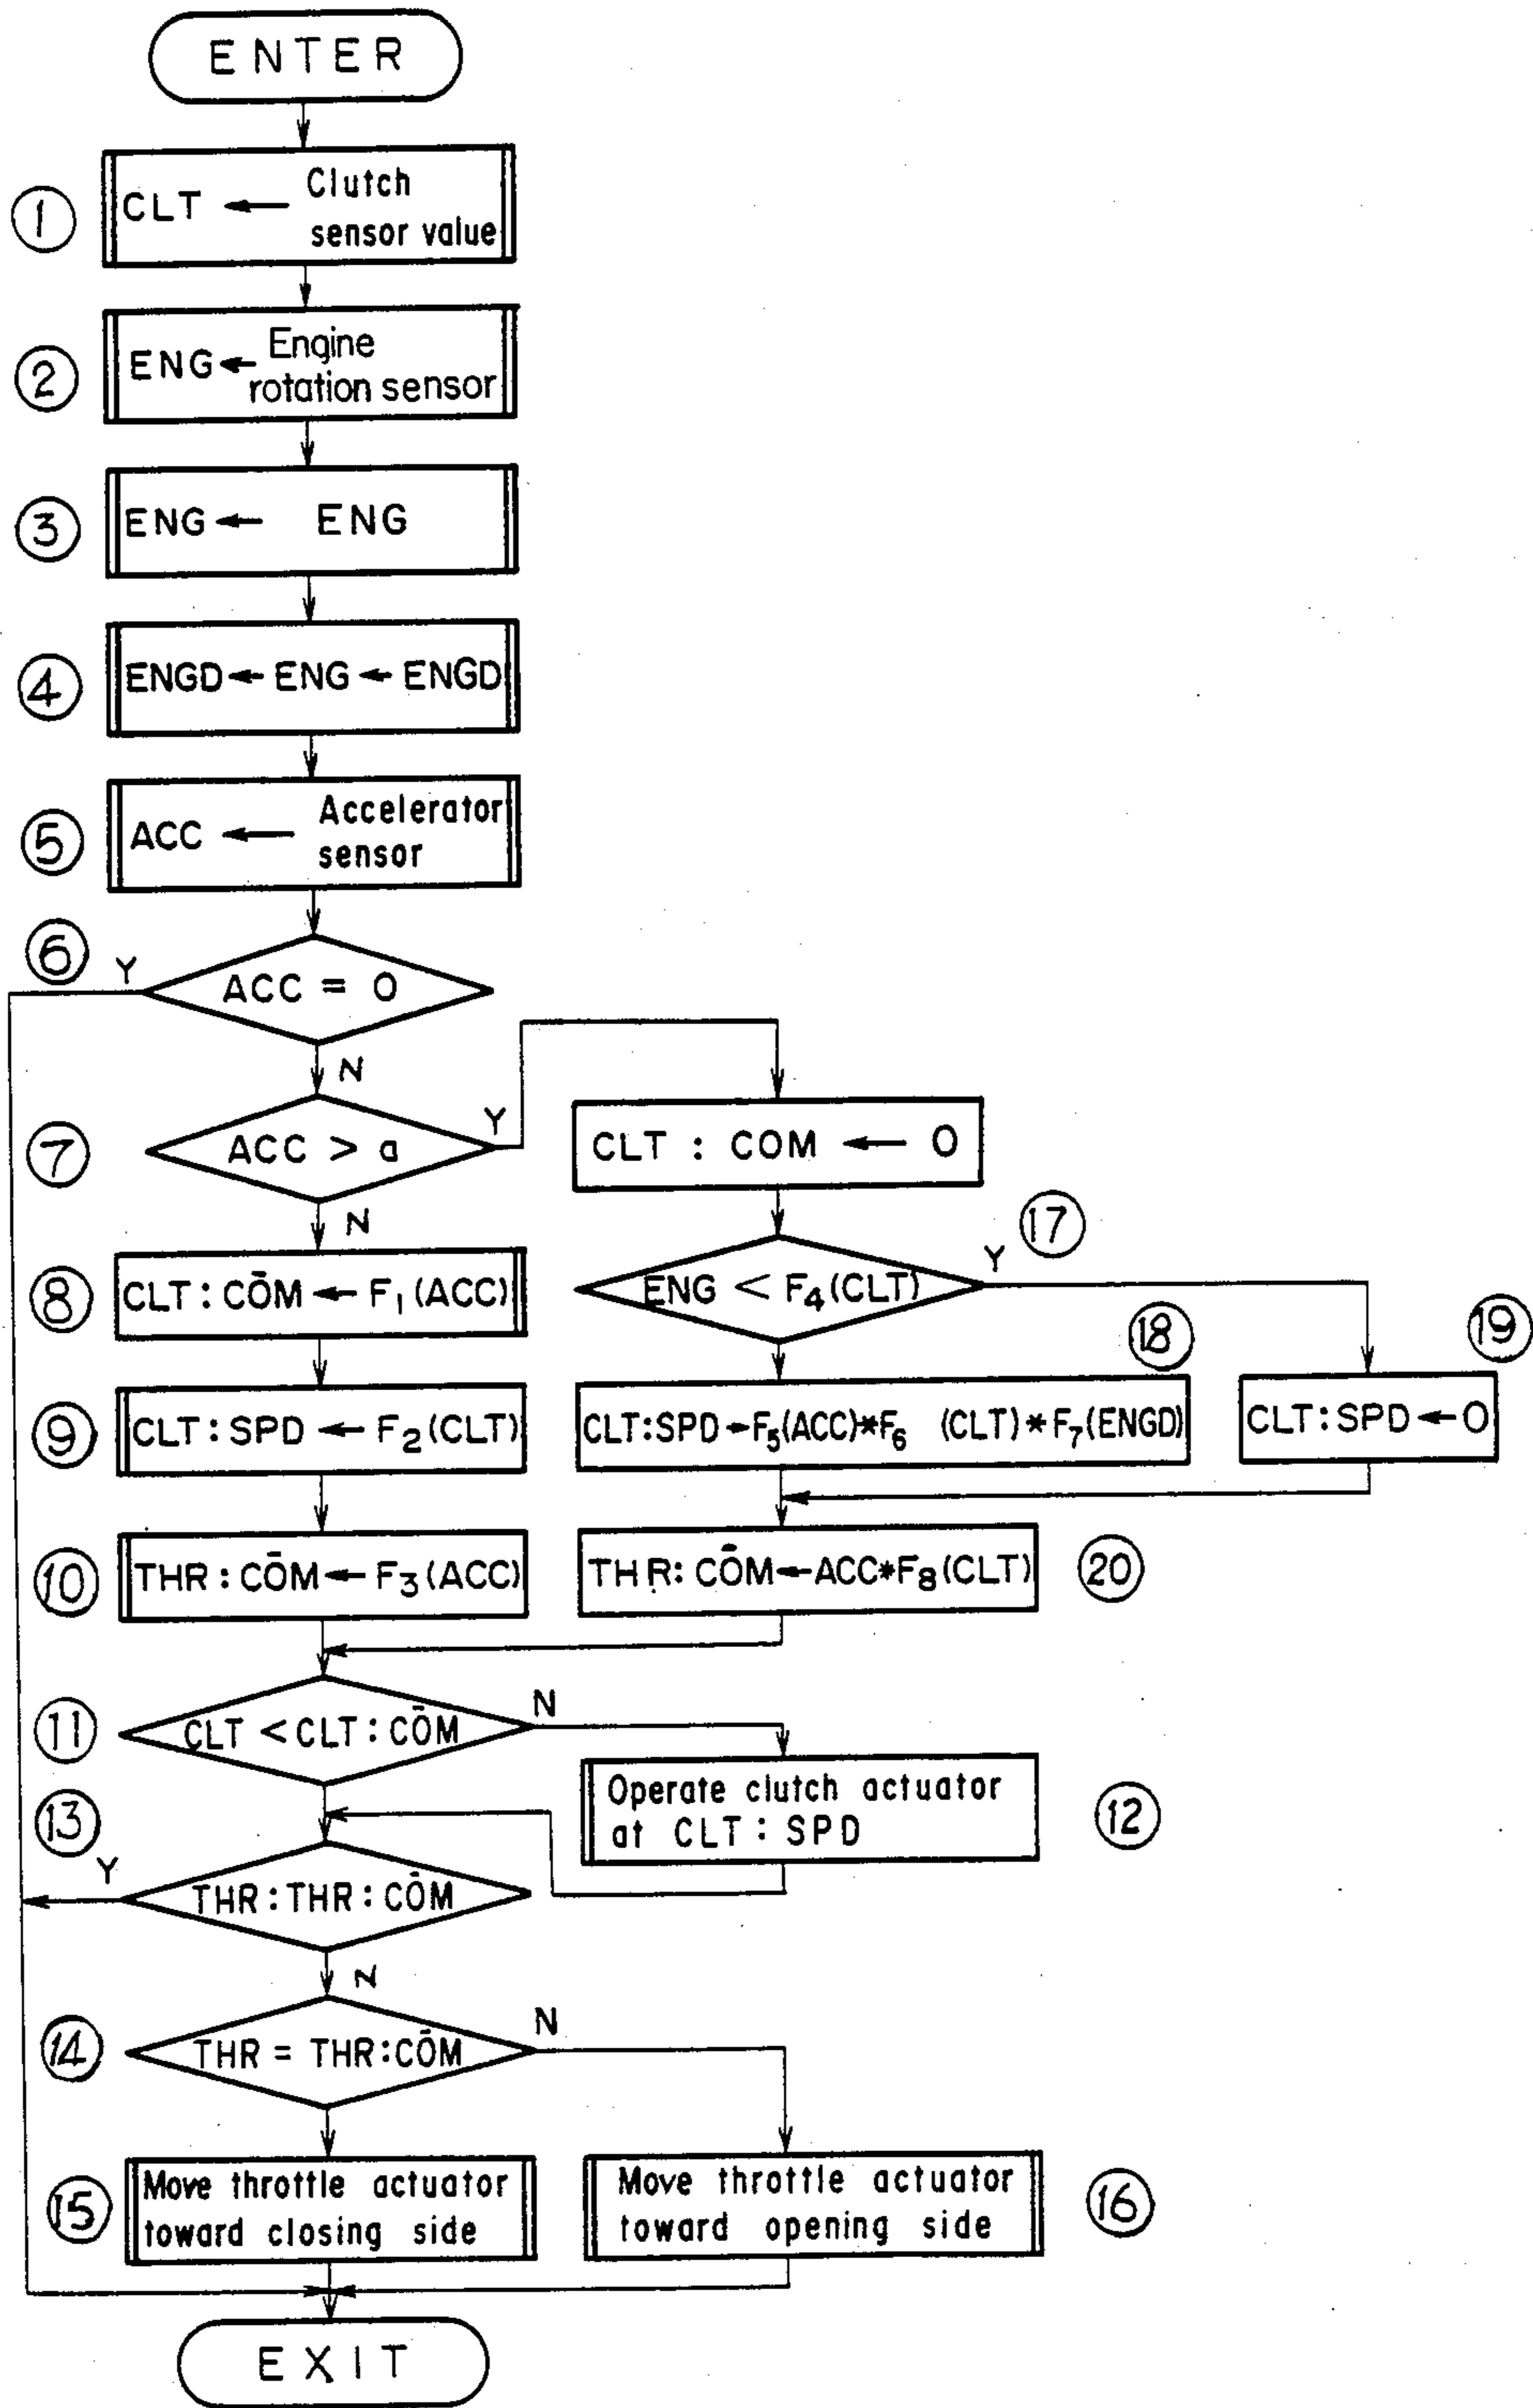 ENTER
① CLT ← Clutch
sensor value
② ENG ← Engine
rotation sensor
③ ENG ← ENG
④ ENGD ← ENG ← ENGD
⑤ ACC ← Accelerator
sensor
⑥ Y
ACC = 0
N
⑦ ACC > a Y
N
CLT : COM ← 0
⑰ ENG < F₄(CLT) Y
⑧ CLT : CŌM ← F₁(ACC)
⑨ CLT : SPD ← F₂(CLT)
⑱ CLT:SPD ← F₅(ACC)*F₆ (CLT)*F₇(ENGD)
⑲ CLT:SPD ← 0
⑩ THR : CŌM ← F₃(ACC)
⑳ THR: CŌM ← ACC*F₈(CLT)
⑪ CLT < CLT : CŌM N
⑫ Operate clutch actuator
at CLT : SPD
⑬ Y
THR : THR : CŌM
N
⑭ THR = THR:CŌM N
⑮ Move throttle actuator
toward closing side
⑯ Move throttle actuator
toward opening side
EXIT